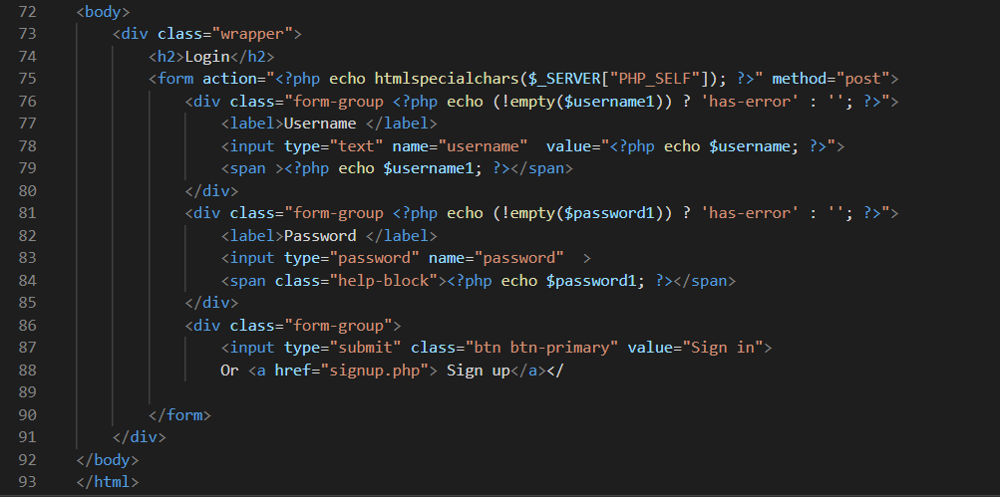 72 <body>
73 <div class="wrapper">
74 <h2>Login</h2>
75 <form action="<?php echo htmlspecialchars($_SERVER["PHP_SELF"]); ?>" method="post">
76 <div class="form-group <?php echo (!empty($username1)) ? 'has-error' : ''; ?>">
77 <label>Username </label>
78 <input type="text" name="username"  value="<?php echo $username; ?>">
79 <span ><?php echo $username1; ?></span>
80 </div>
81 <div class="form-group <?php echo (!empty($password1)) ? 'has-error' : ''; ?>">
82 <label>Password </label>
83 <input type="password" name="password"  >
84 <span class="help-block"><?php echo $password1; ?></span>
85 </div>
86 <div class="form-group">
87 <input type="submit" class="btn btn-primary" value="Sign in">
88 Or <a href="signup.php"> Sign up</a></
89
90 </form>
91 </div>
92 </body>
93 </html>